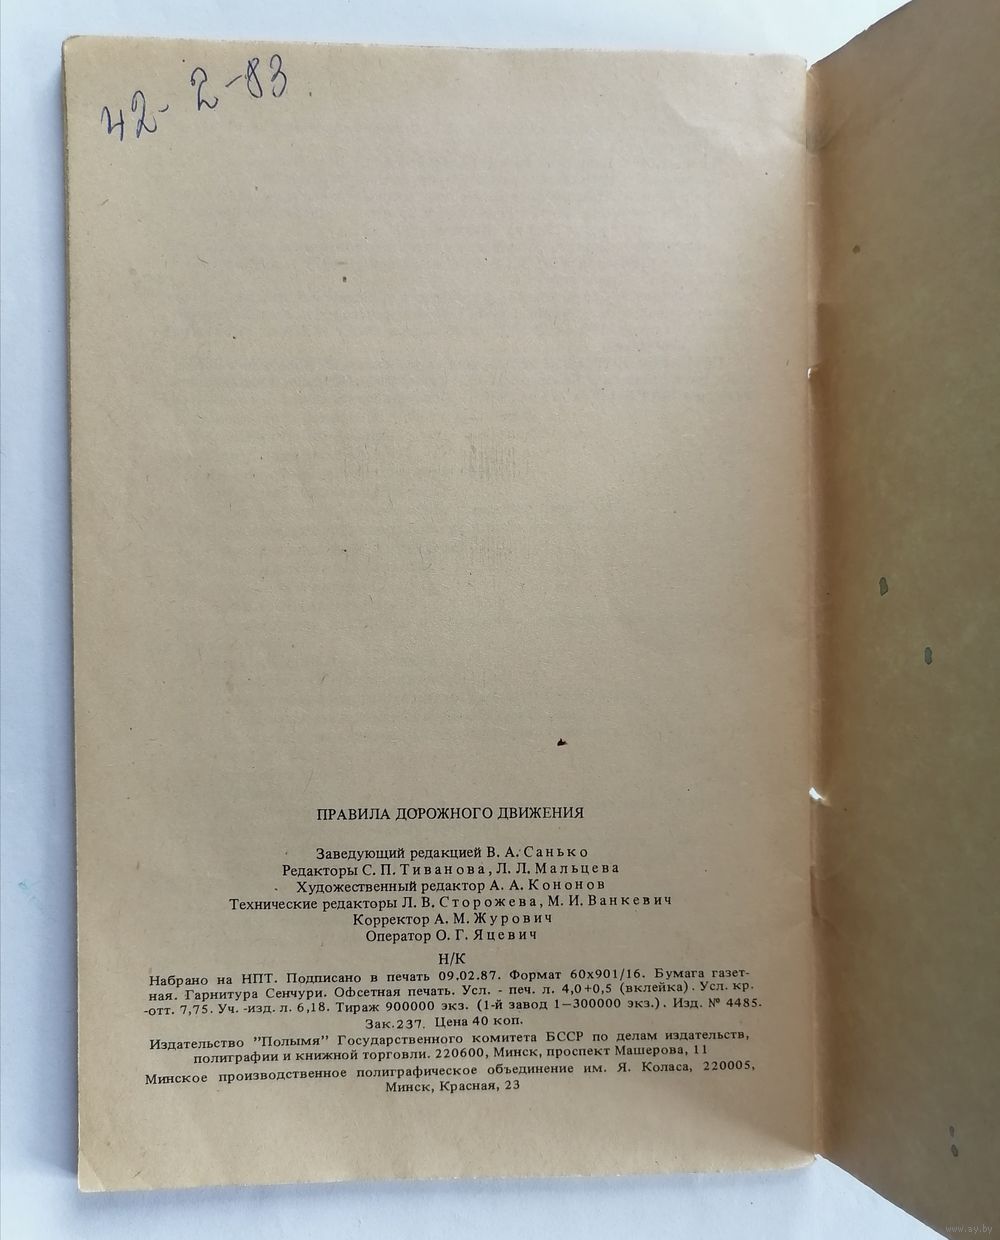 42-2-83
ПРАВИЛА ДОРОЖНОГО ДВИЖЕНИЯ
Заведующий редакцией В. А. Санько
Редакторы С. П. Тиванова, Л. Л. Мальцева
Художественный редактор А. А. Кононов
Технические редакторы Л. В. Сторожева, М. И. Ванкевич
Корректор А. М. Журович
Оператор О. Г. Яцевич
Н/К
Набрано на НПТ. Подписано в печать 09.02.87. Формат 60х901/16. Бумага газет-
ная. Гарнитура Сенчури. Офсетная печать. Усл. - печ. л. 4,0+0,5 (вклейка). Усл. кр.
-отт. 7,75. Уч. -изд. л. 6,18. Тираж 900000 экз. (1-й завод 1—300000 экз.). Изд. № 4485.
Зак. 237. Цена 40 коп.
Издательство "Полымя" Государственного комитета БССР по делам издательств,
полиграфии и книжной торговли. 220600, Минск, проспект Машерова, 11
Минское производственное полиграфическое объединение им. Я. Коласа, 220005,
Минск, Красная, 23
www.ay.by